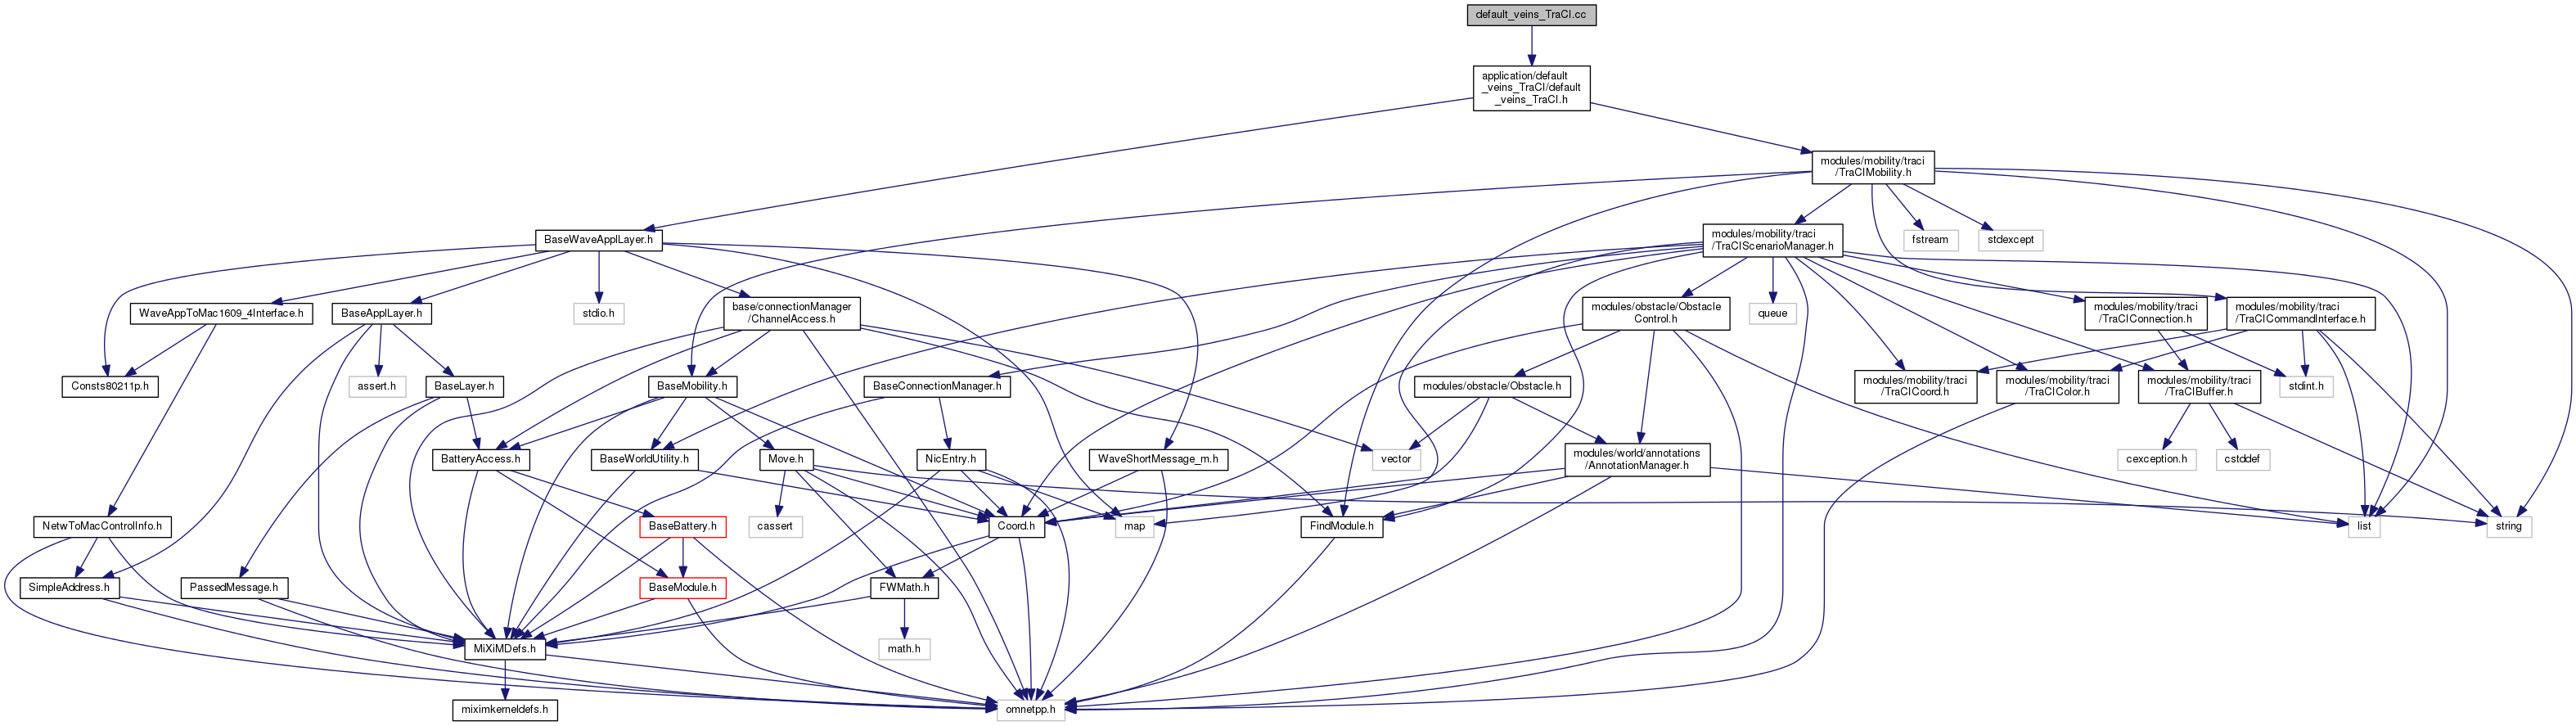 default_veins_TraCI.cc
application/default
_veins_TraCI/default
_veins_TraCI.h
modules/mobility/traci
/TraCIMobility.h
BaseWaveApplLayer.h
modules/mobility/traci
/TraCIScenarioManager.h
fstream
stdexcept
WaveAppToMac1609_4Interface.h
BaseApplLayer.h
stdio.h
base/connectionManager
/ChannelAccess.h
modules/obstacle/Obstacle
Control.h
queue
modules/mobility/traci
/TraCIConnection.h
modules/mobility/traci
/TraCICommandInterface.h
Consts80211p.h
assert.h
BaseLayer.h
BaseMobility.h
BaseConnectionManager.h
modules/obstacle/Obstacle.h
modules/mobility/traci
/TraCICoord.h
modules/mobility/traci
/TraCIColor.h
modules/mobility/traci
/TraCIBuffer.h
stdint.h
BatteryAccess.h
BaseWorldUtility.h
Move.h
NicEntry.h
WaveShortMessage_m.h
vector
modules/world/annotations
/AnnotationManager.h
cexception.h
cstddef
NetwToMacControlInfo.h
BaseBattery.h
cassert
Coord.h
map
FindModule.h
list
string
SimpleAddress.h
PassedMessage.h
BaseModule.h
FWMath.h
MiXiMDefs.h
math.h
miximkerneldefs.h
omnetpp.h